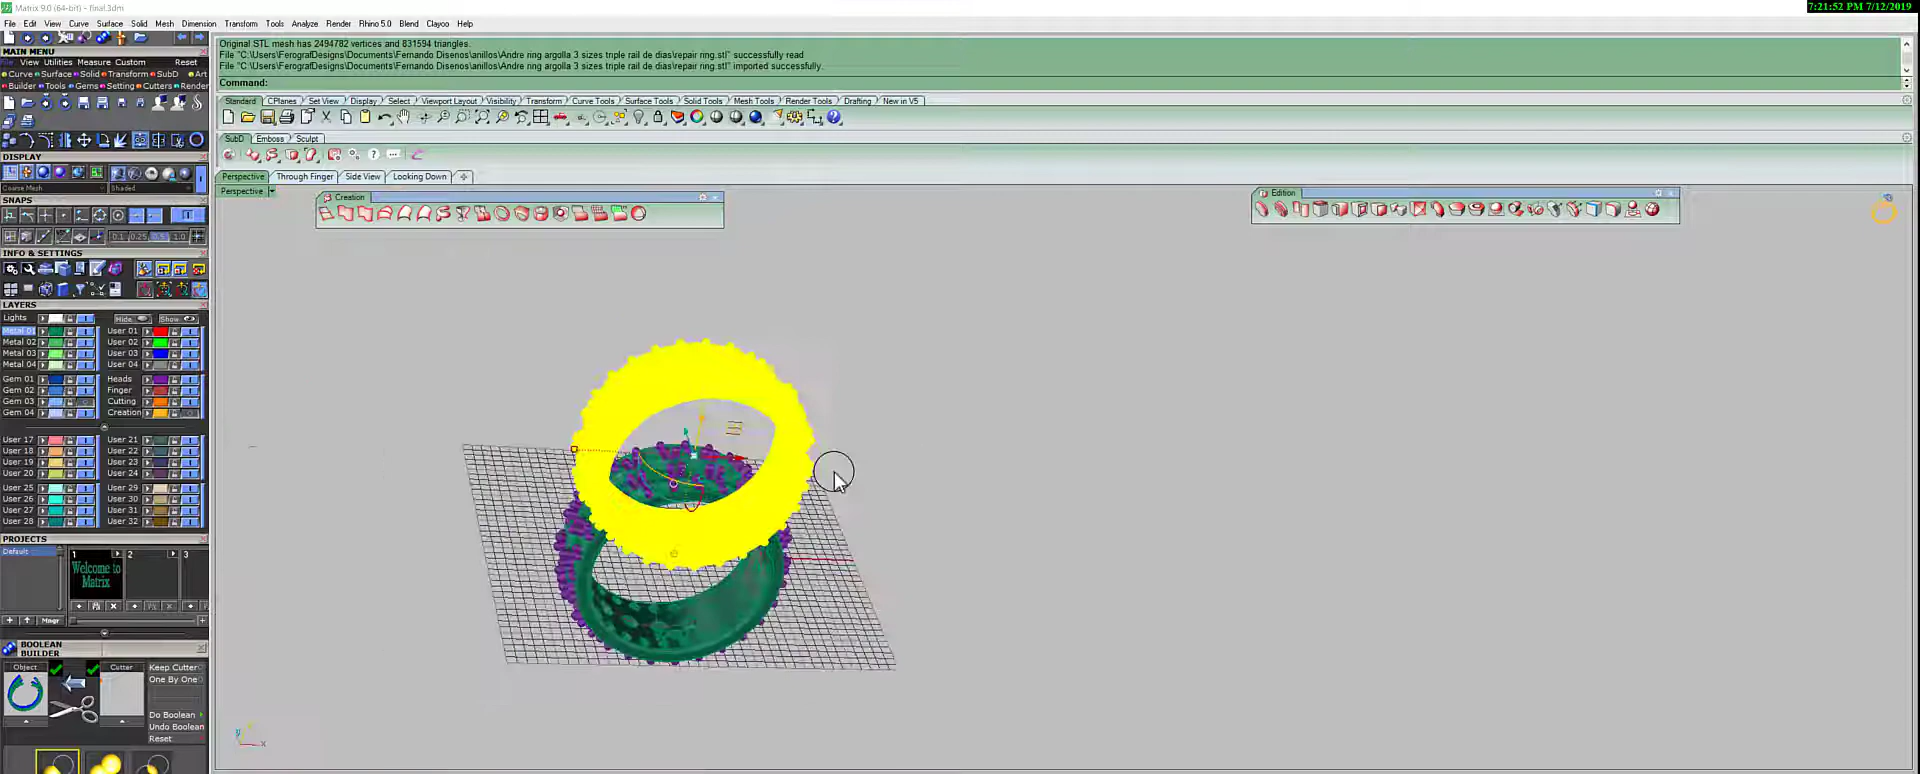 Matrix 9.0 (64-bit) - final.3dm
7:21:52 PM 7/12/2019
File Edit View Curve Surface Solid Mesh Dimension Transform Tools Analyze Render Rhino 5.0 Blend Clayoo Help
Original STL mesh has 2494782 vertices and 831594 triangles.
File "C:\Users\FerografDesigns\Documents\Fernando Disenos\anillos\Andre ring argolla 3 sizes triple rail de dias\repair ring.stl" successfully read
File "C:\Users\FerografDesigns\Documents\Fernando Disenos\anillos\Andre ring argolla 3 sizes triple rail de dias\repair ring.stl" imported successfully.
Command:
Standard CPlanes Set View Display Select Viewport Layout Visibility Transform Curve Tools Surface Tools Solid Tools Mesh Tools Render Tools Drafting New in V5
SubD Emboss Sculpt
Perspective Through Finger Side View Looking Down
Perspective
Creation
Edition
MAIN MENU
File View Utilities Measure Custom Reset
Curve Surface Solid Transform SubD Art
Builder Tools Gems Setting Cutters Render
DISPLAY
Coarse Mesh Shaded
SNAPS
INFO & SETTINGS
LAYERS
Lights Hide Show
Metal 01 User 01
Metal 02 User 02
Metal 03 User 03
Metal 04 User 04
Gem 01 Heads
Gem 02 Finger
Gem 03 Cutting
Gem 04 Creation
User 17 User 21
User 18 User 22
User 19 User 23
User 20 User 24
User 25 User 29
User 26 User 30
User 27 User 31
User 28 User 32
PROJECTS
Default
1 2 3
Welcome to
Matrix
Mngr
BOOLEAN
BUILDER
Object Cutter Keep Cutter
One By One
Do Boolean
Undo Boolean
Reset
y
x